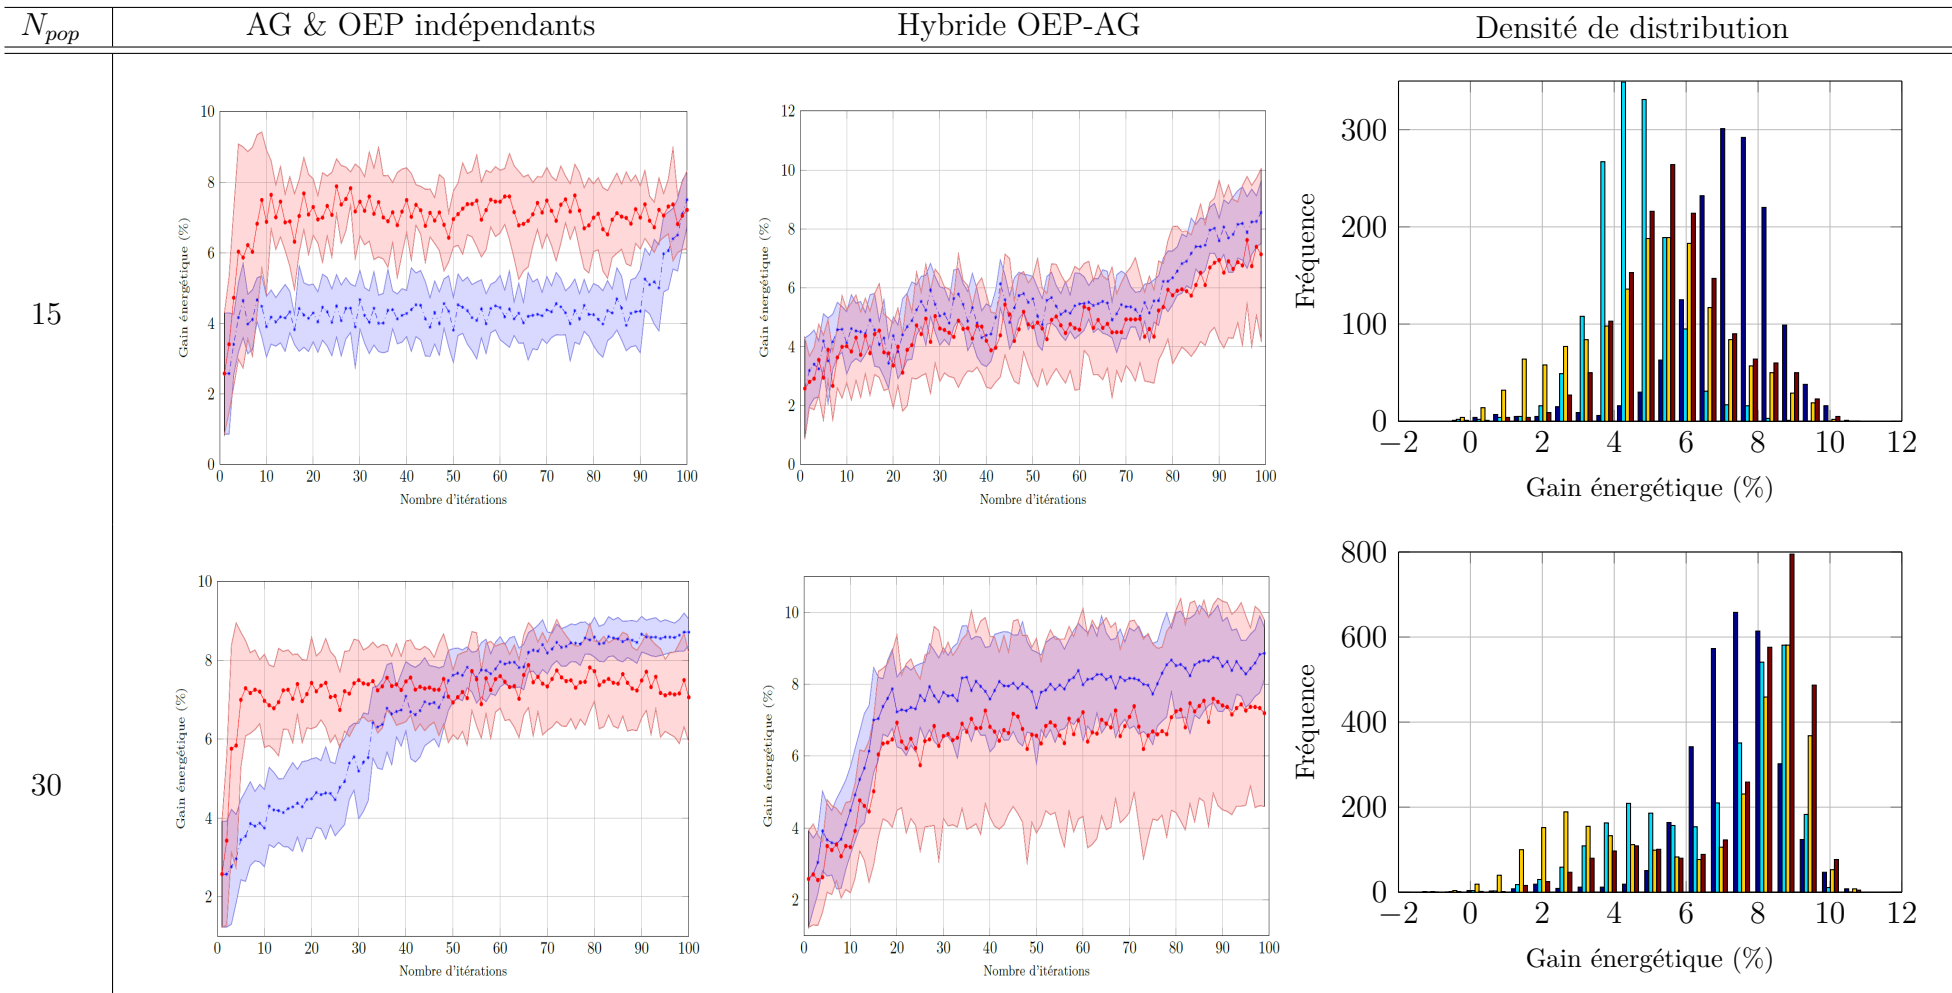 N_pop AG & OEP indépendants Hybride OEP-AG Densité de distribution
15
10
8
6
4
2
0
Gain énergétique (%)
0 10 20 30 40 50 60 70 80 90 100
Nombre d'itérations
12
10
8
6
4
2
0
Gain énergétique (%)
0 10 20 30 40 50 60 70 80 90 100
Nombre d'itérations
300
200
100
0
Fréquence
−2 0 2 4 6 8 10 12
Gain énergétique (%)
30
10
8
6
4
2
Gain énergétique (%)
0 10 20 30 40 50 60 70 80 90 100
Nombre d'itérations
10
8
6
4
2
Gain énergétique (%)
0 10 20 30 40 50 60 70 80 90 100
Nombre d'itérations
800
600
400
200
0
Fréquence
−2 0 2 4 6 8 10 12
Gain énergétique (%)